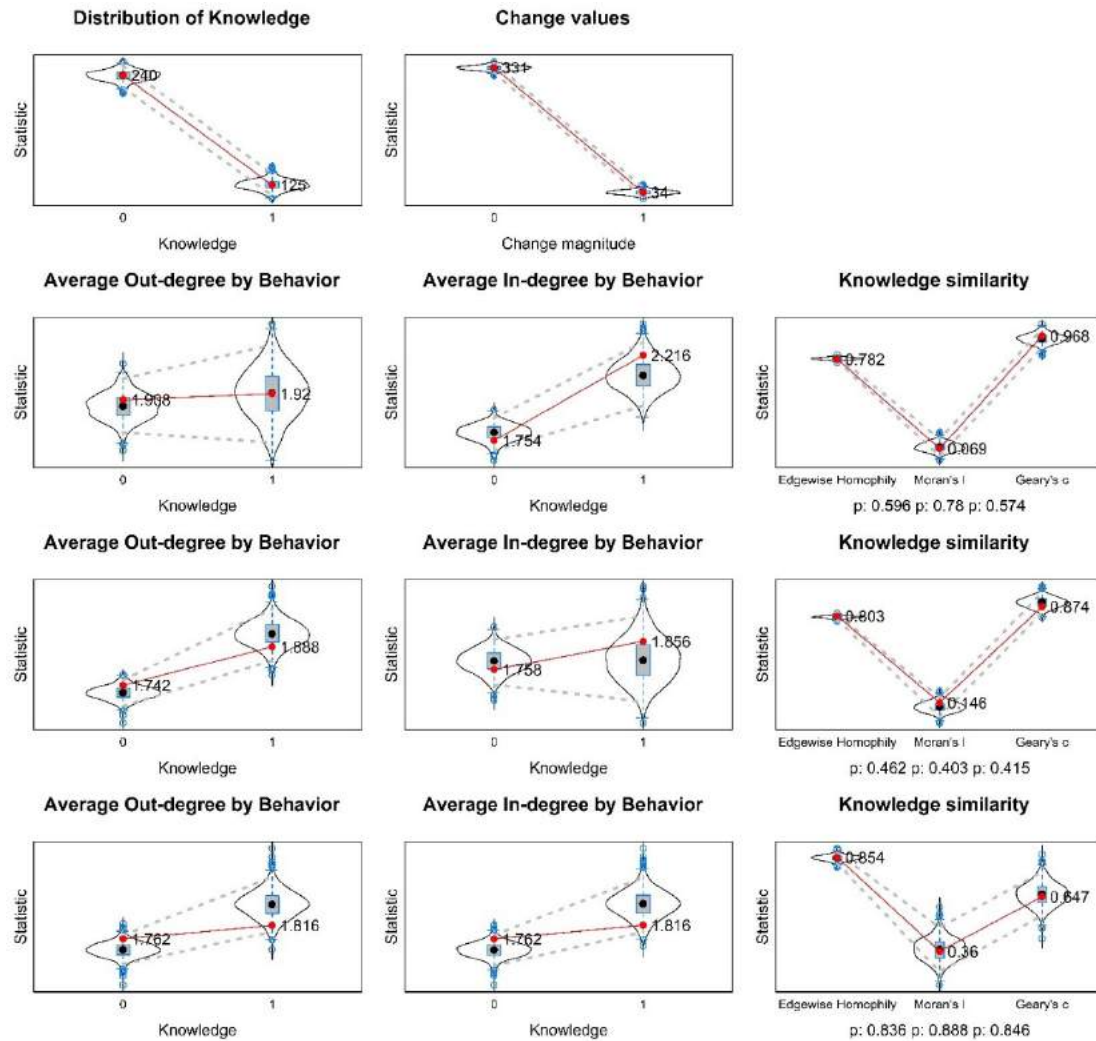 Distribution of Knowledge
Change values
Statistic
240
125
0
1
Knowledge
Statistic
331
34
0
1
Change magnitude
Average Out-degree by Behavior
Average In-degree by Behavior
Knowledge similarity
Statistic
1.908
1.92
0
1
Knowledge
Statistic
1.754
2.216
0
1
Knowledge
Statistic
0.782
0.069
0.968
Edgewise Homophily
Moran's I
Geary's c
p: 0.596 p: 0.78 p: 0.574
Average Out-degree by Behavior
Average In-degree by Behavior
Knowledge similarity
Statistic
1.742
1.888
0
1
Knowledge
Statistic
1.758
1.856
0
1
Knowledge
Statistic
0.803
0.146
0.874
Edgewise Homophily
Moran's I
Geary's c
p: 0.462 p: 0.403 p: 0.415
Average Out-degree by Behavior
Average In-degree by Behavior
Knowledge similarity
Statistic
1.762
1.816
0
1
Knowledge
Statistic
1.762
1.816
0
1
Knowledge
Statistic
0.854
0.36
0.647
Edgewise Homophily
Moran's I
Geary's c
p: 0.836 p: 0.888 p: 0.846